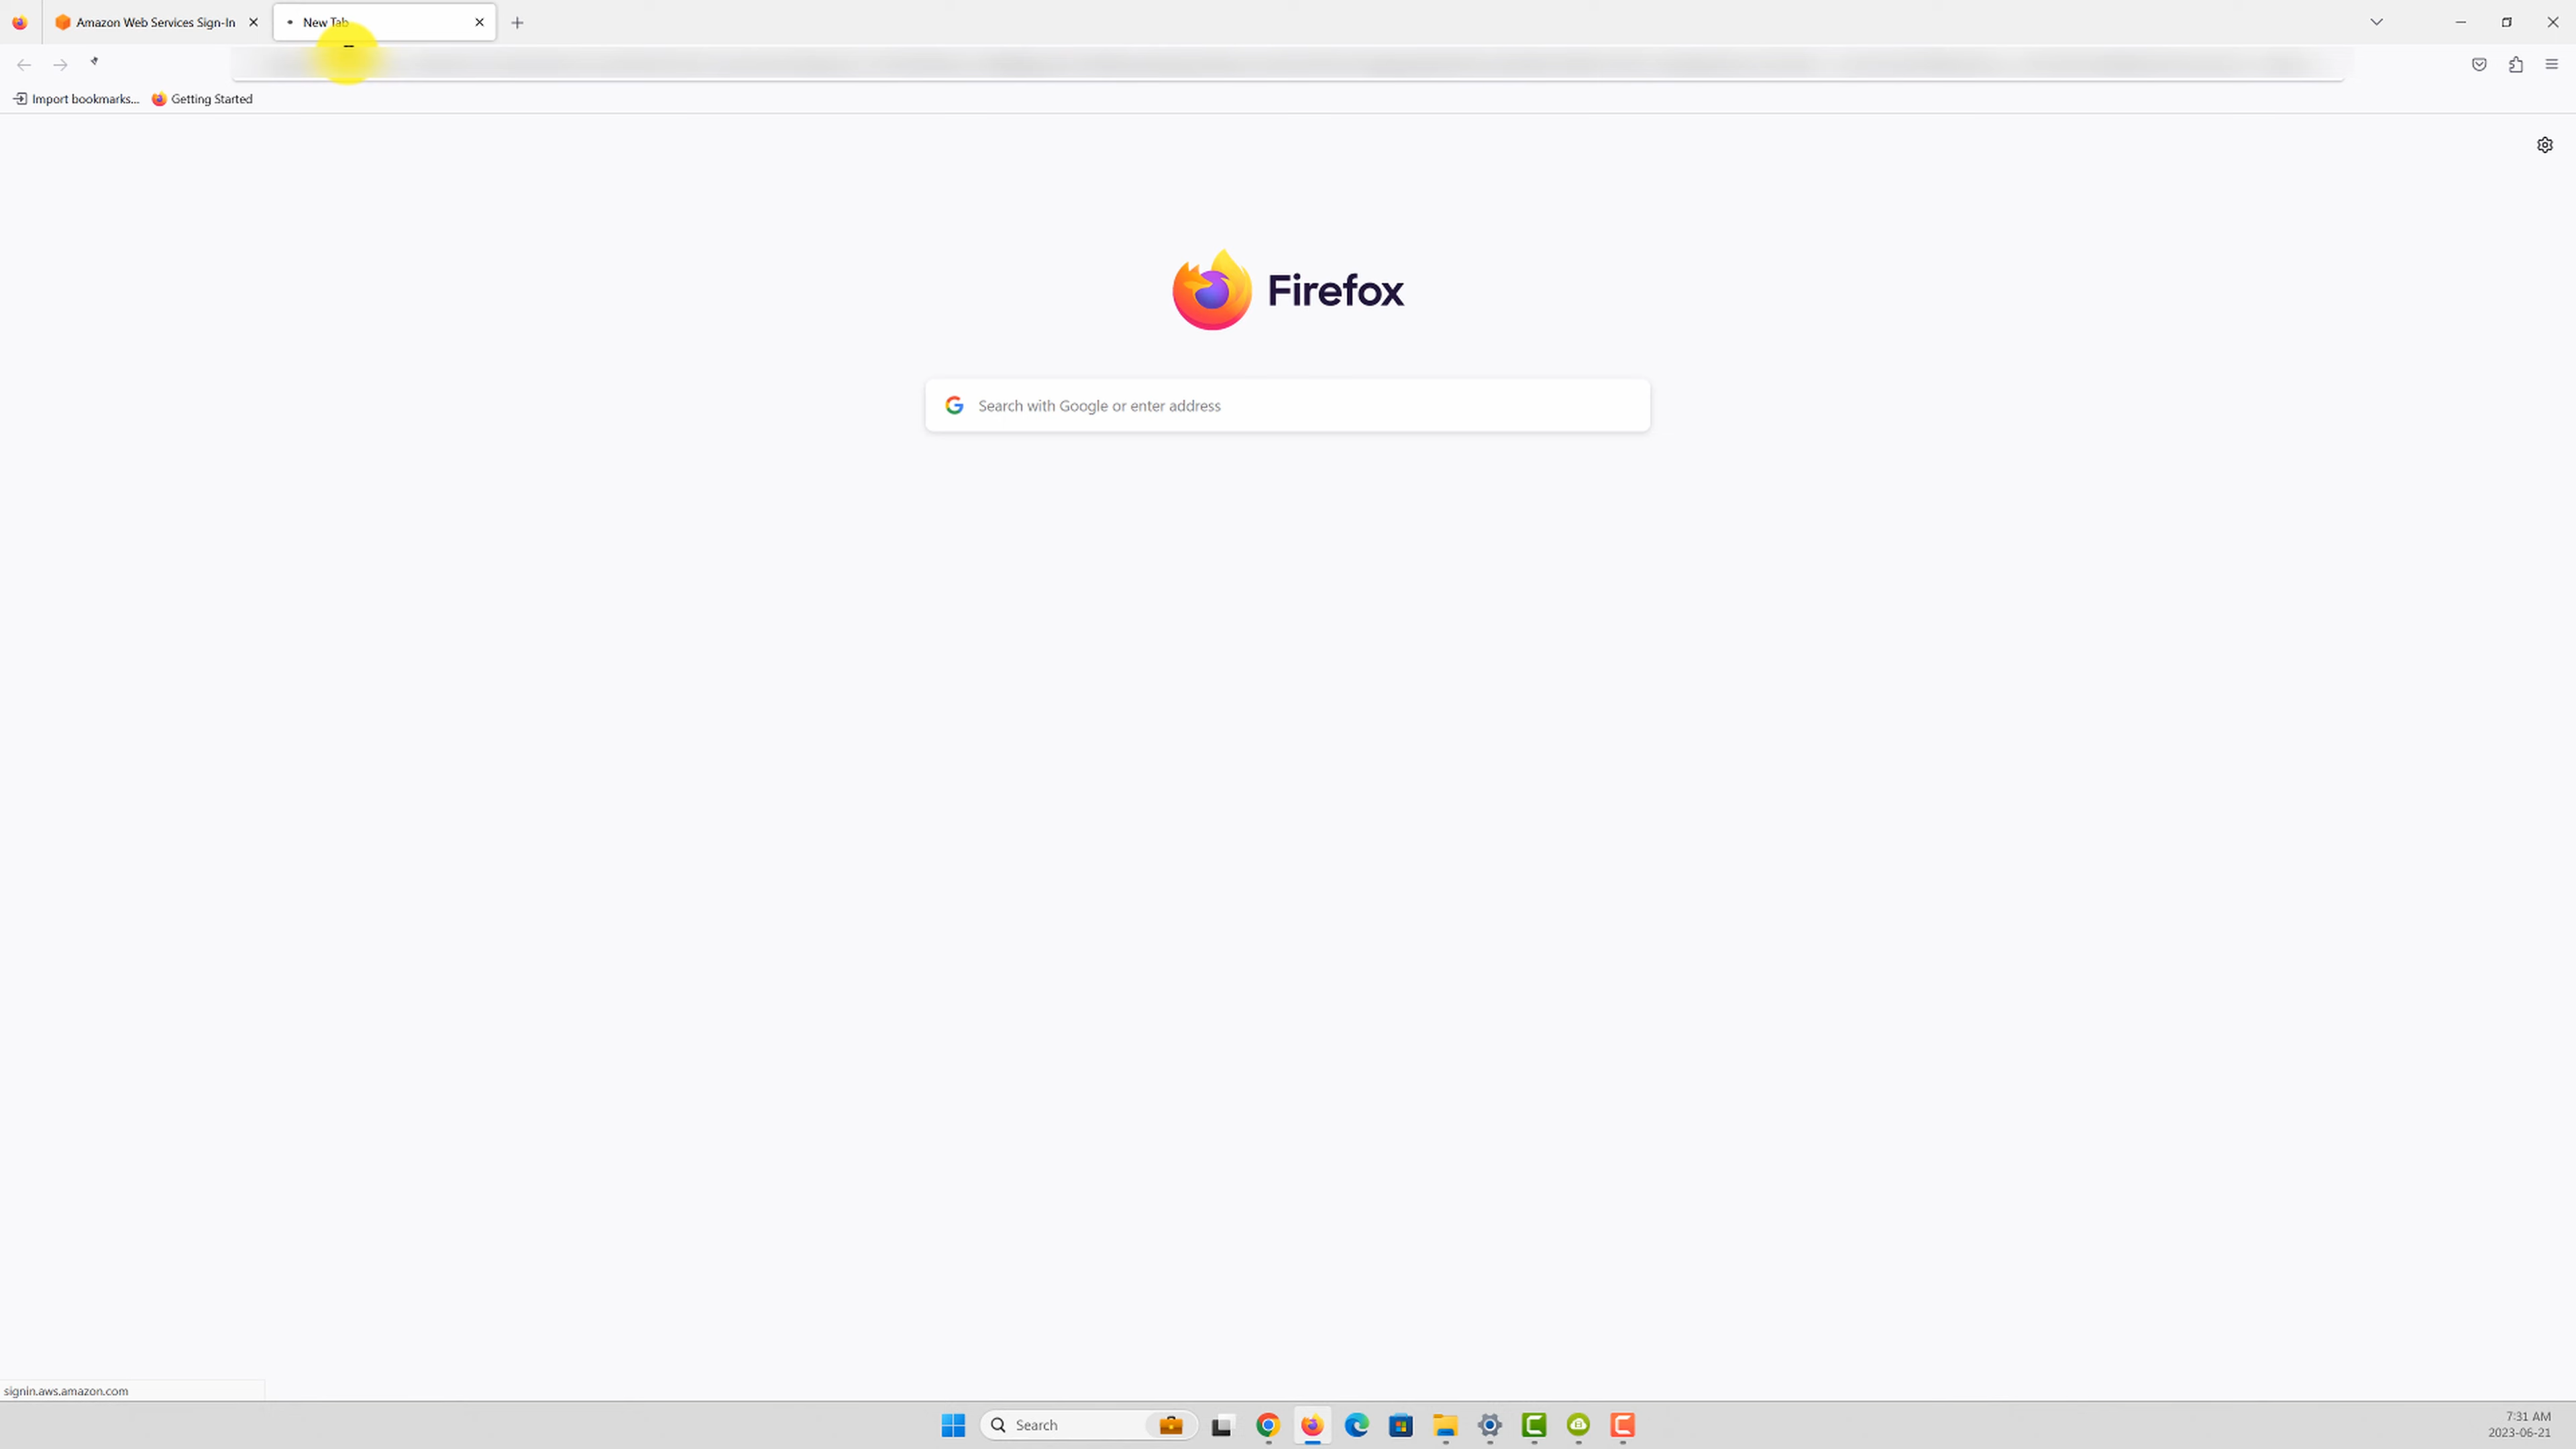 Amazon Web Services Sign-In
New Tab
Import bookmarks...
Getting Started
Firefox
Search with Google or enter address
signin.aws.amazon.com
Search
7:31 AM
2023-06-21